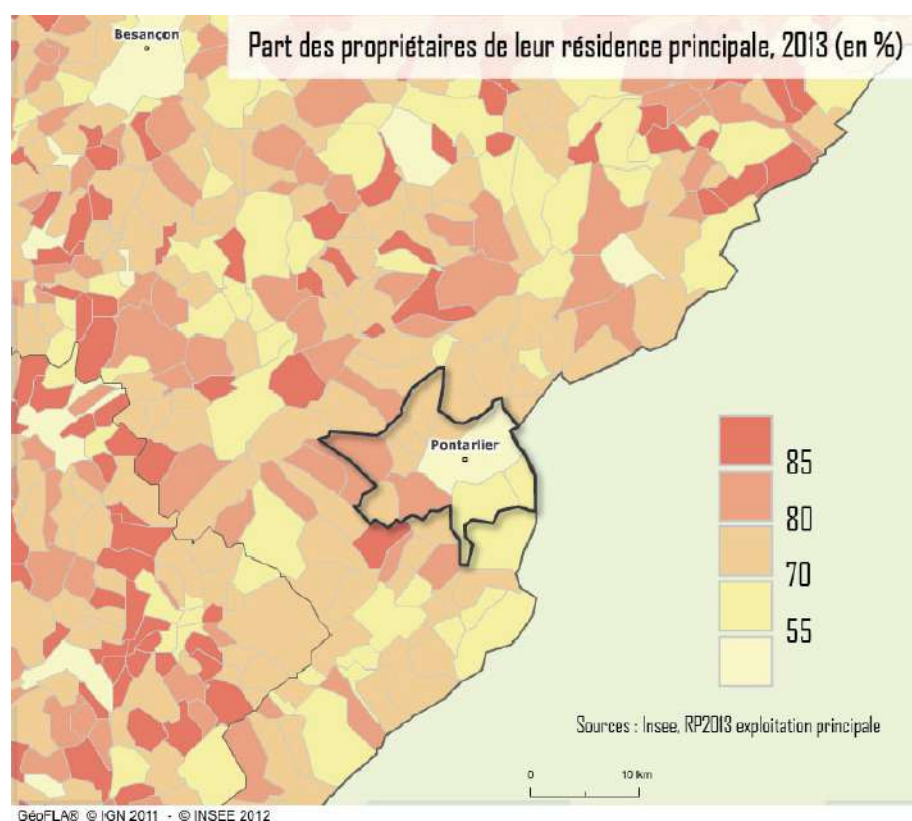 Besançon
Part des propriétaires de leur résidence principale, 2013 (en %)
Pontarlier
85
80
70
55
Sources : Insee, RP2013 exploitation principale
0 10 km
GéoFLA® © IGN 2011 - © INSEE 2012